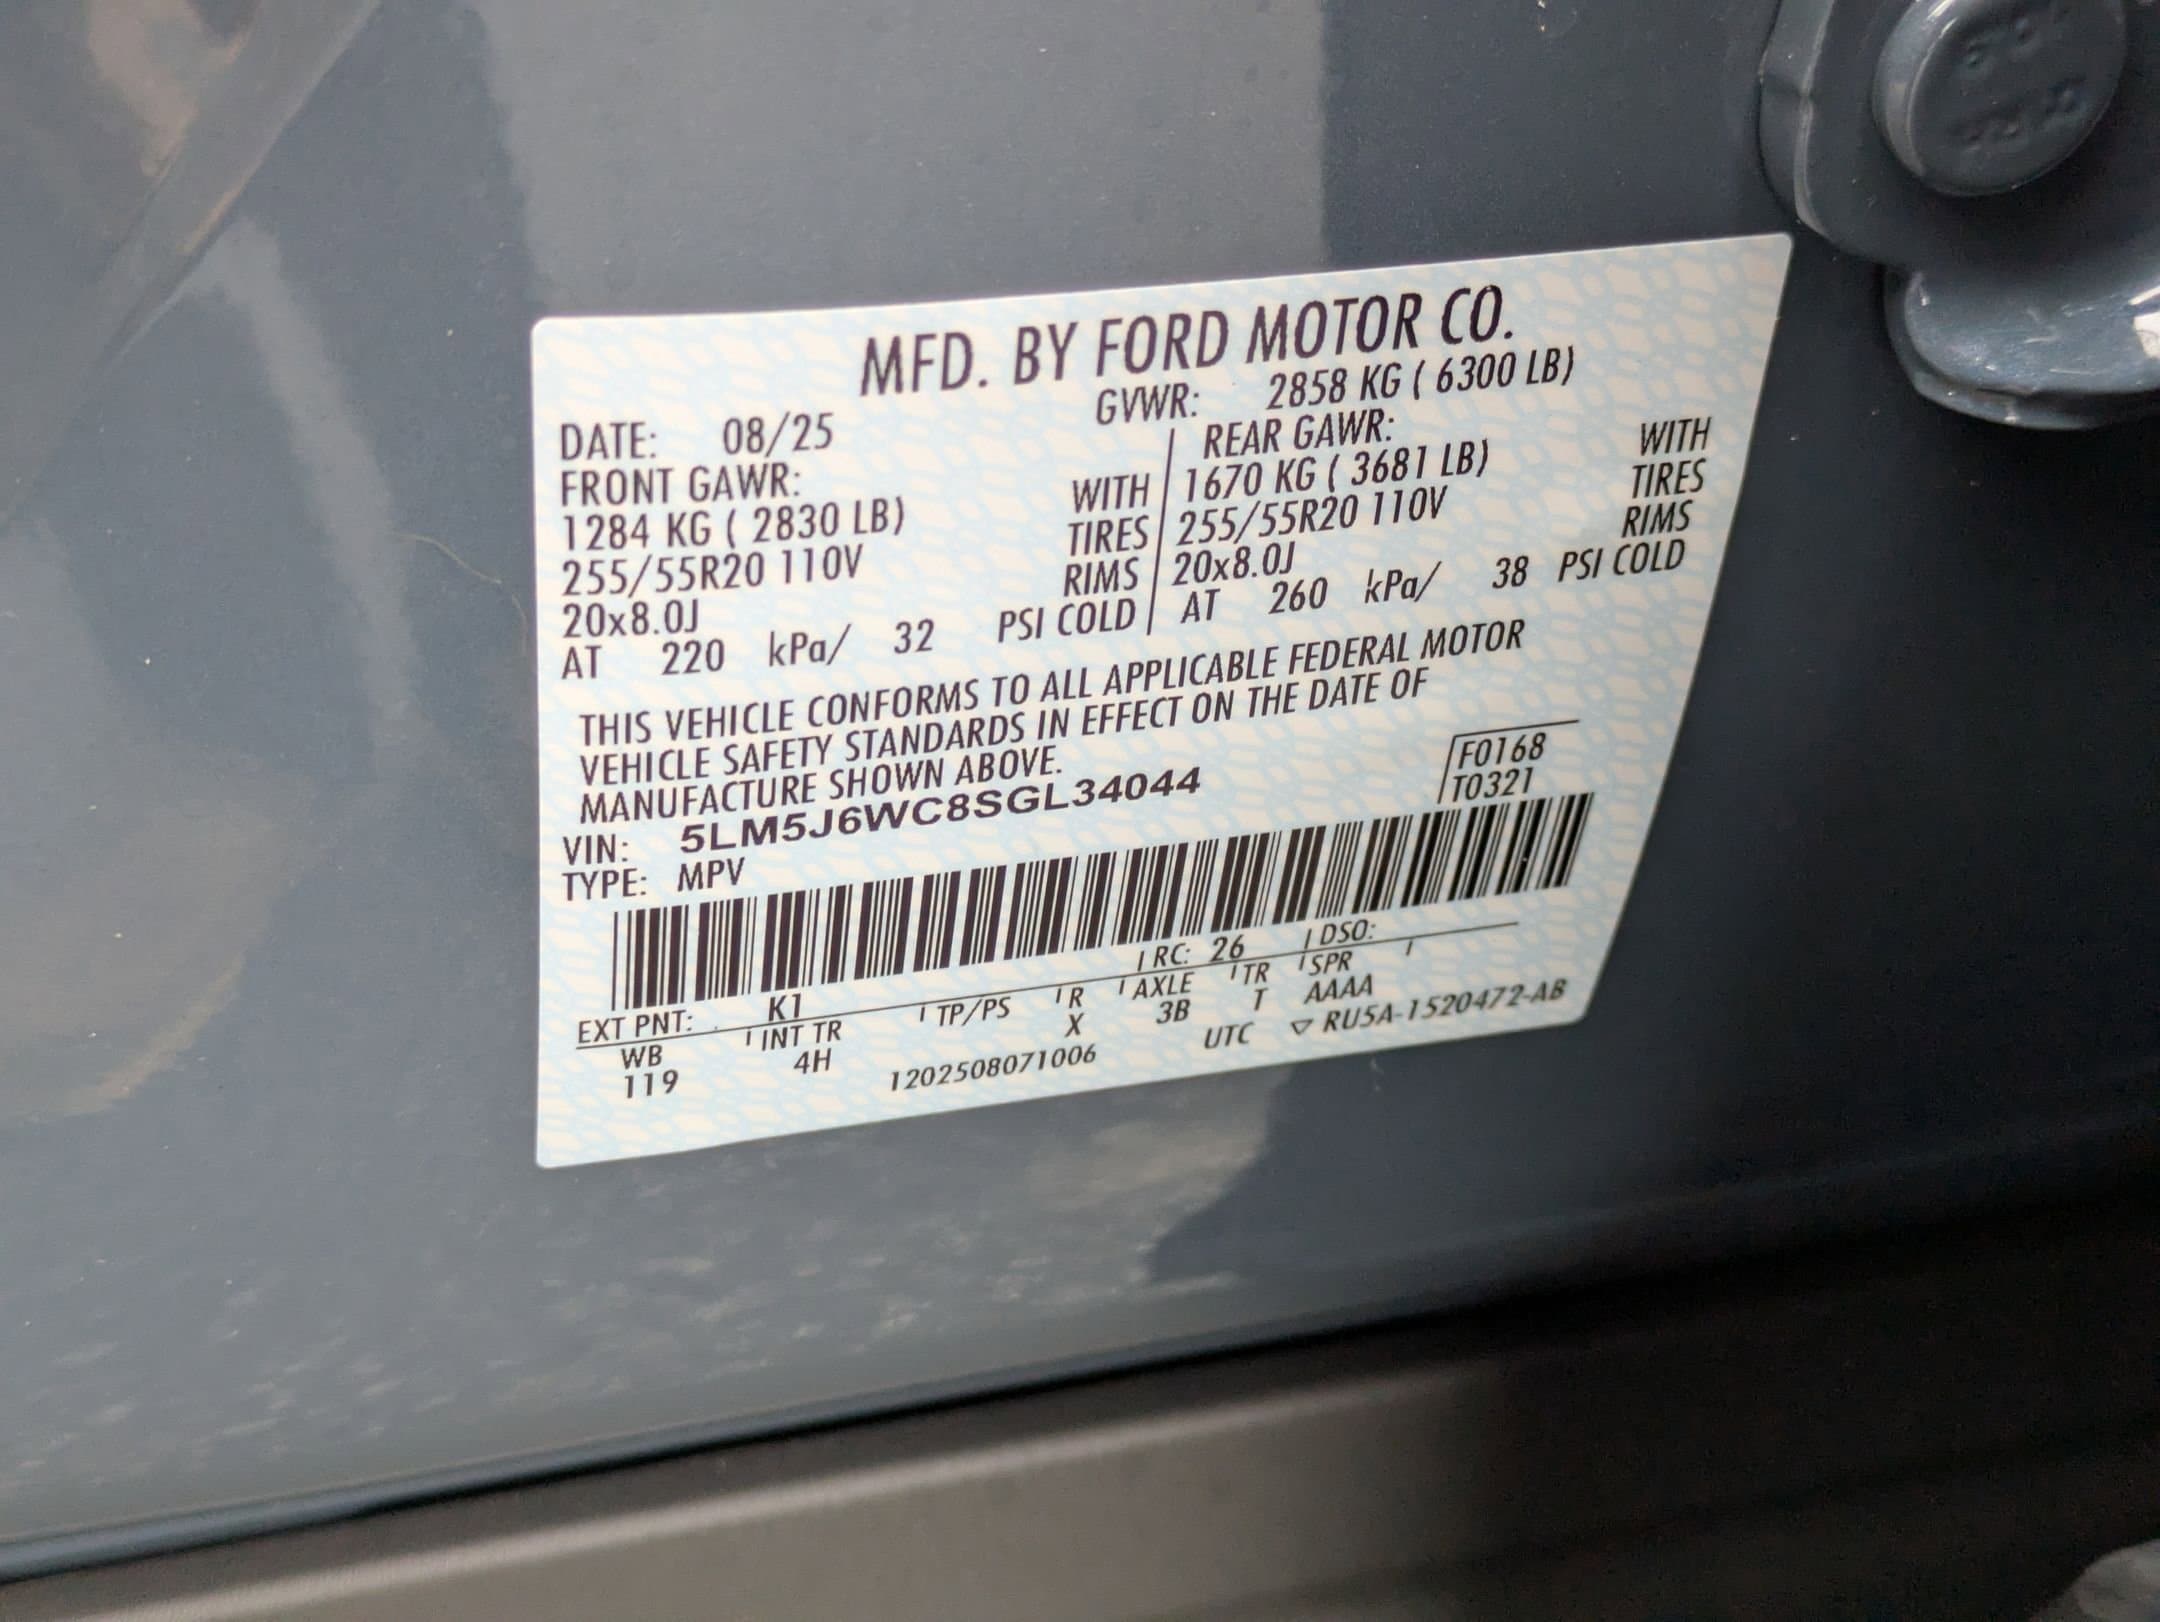 MFD. BY FORD MOTOR CO.
DATE: 08/25 GVWR: 2858 KG ( 6300 LB)
FRONT GAWR: REAR GAWR:
1284 KG ( 2830 LB) WITH 1670 KG ( 3681 LB) WITH
255/55R20 110V TIRES 255/55R20 110V TIRES
20x8.0J RIMS 20x8.0J RIMS
AT 220 kPa/ 32 PSI COLD AT 260 kPa/ 38 PSI COLD
THIS VEHICLE CONFORMS TO ALL APPLICABLE FEDERAL MOTOR
VEHICLE SAFETY STANDARDS IN EFFECT ON THE DATE OF
MANUFACTURE SHOWN ABOVE.
F0168
VIN: 5LM5J6WC8SGL34044 T0321
TYPE: MPV
EXT PNT: K1 RC: 26 DSO:
WB INT TR TP/PS R AXLE TR SPR
119 4H X 3B T AAAA
1202508071006 UTC ▽ RU5A-1520472-AB